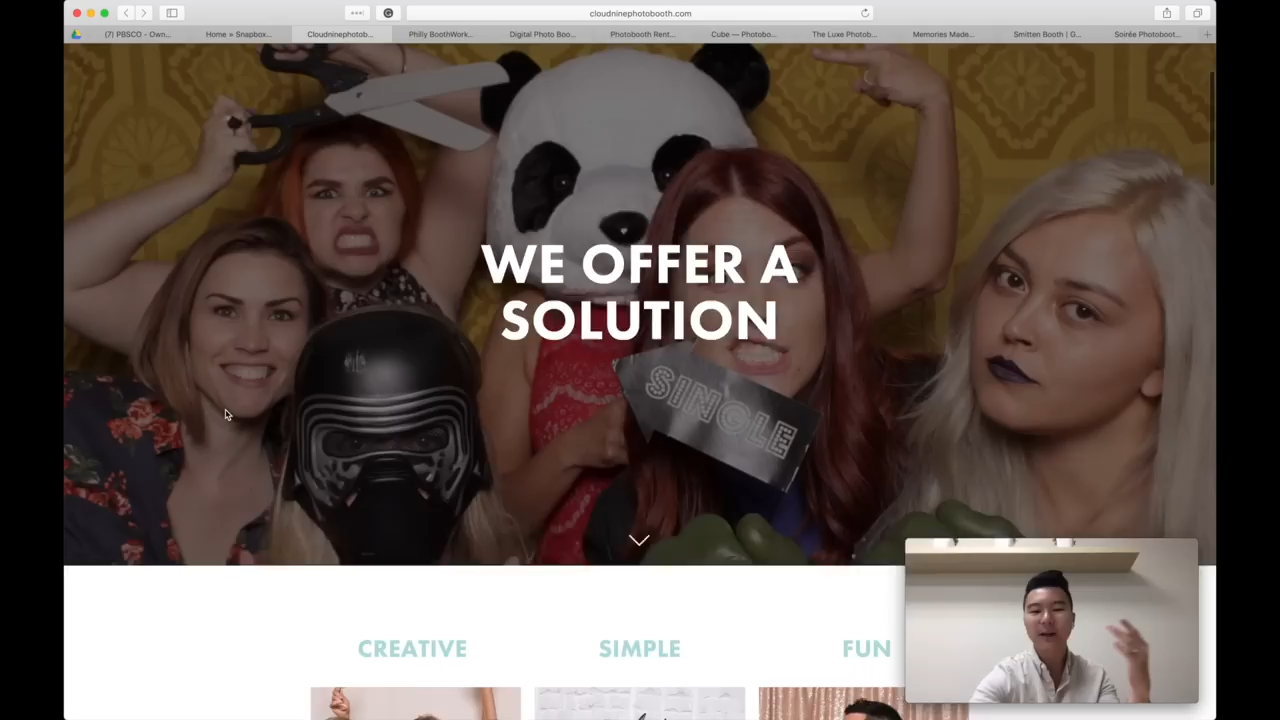 cloudninephotobooth.com
(7) PBSCO - Own...
Home » Snapbox...
Cloudninephotob...
Philly BoothWork...
Digital Photo Boo...
Photobooth Rent...
Cube — Photobo...
The Luxe Photob...
Memories Made...
Smitten Booth | G...
Soirée Photoboot...
WE OFFER A
SOLUTION
SINGLE
CREATIVE
SIMPLE
FUN